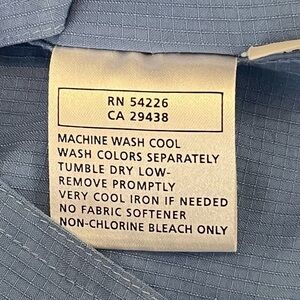 RN 54226
CA 29438
MACHINE WASH COOL
WASH COLORS SEPARATELY
TUMBLE DRY LOW-
REMOVE PROMPTLY
VERY COOL IRON IF NEEDED
NO FABRIC SOFTENER
NON-CHLORINE BLEACH ONLY